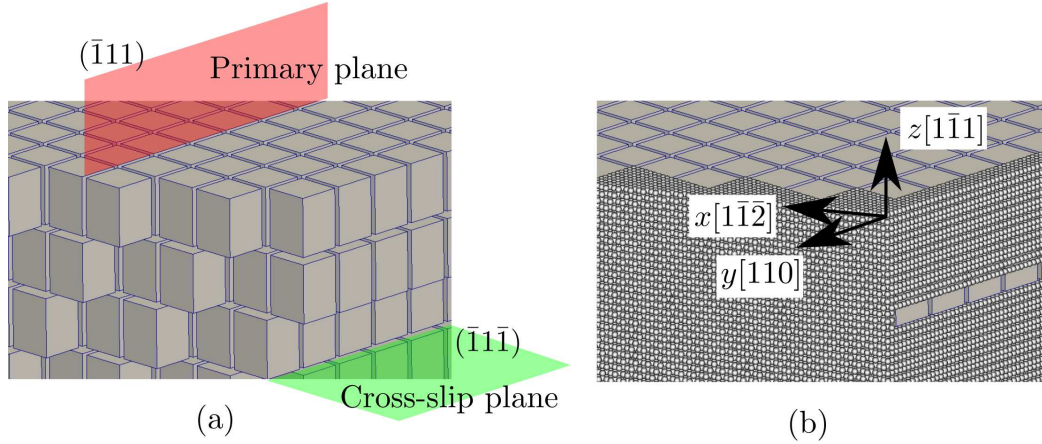 (1̄11)
Primary plane
(1̄11̄)
Cross-slip plane
(a)
z[11̄1]
x[11̄2̄]
y[110]
(b)